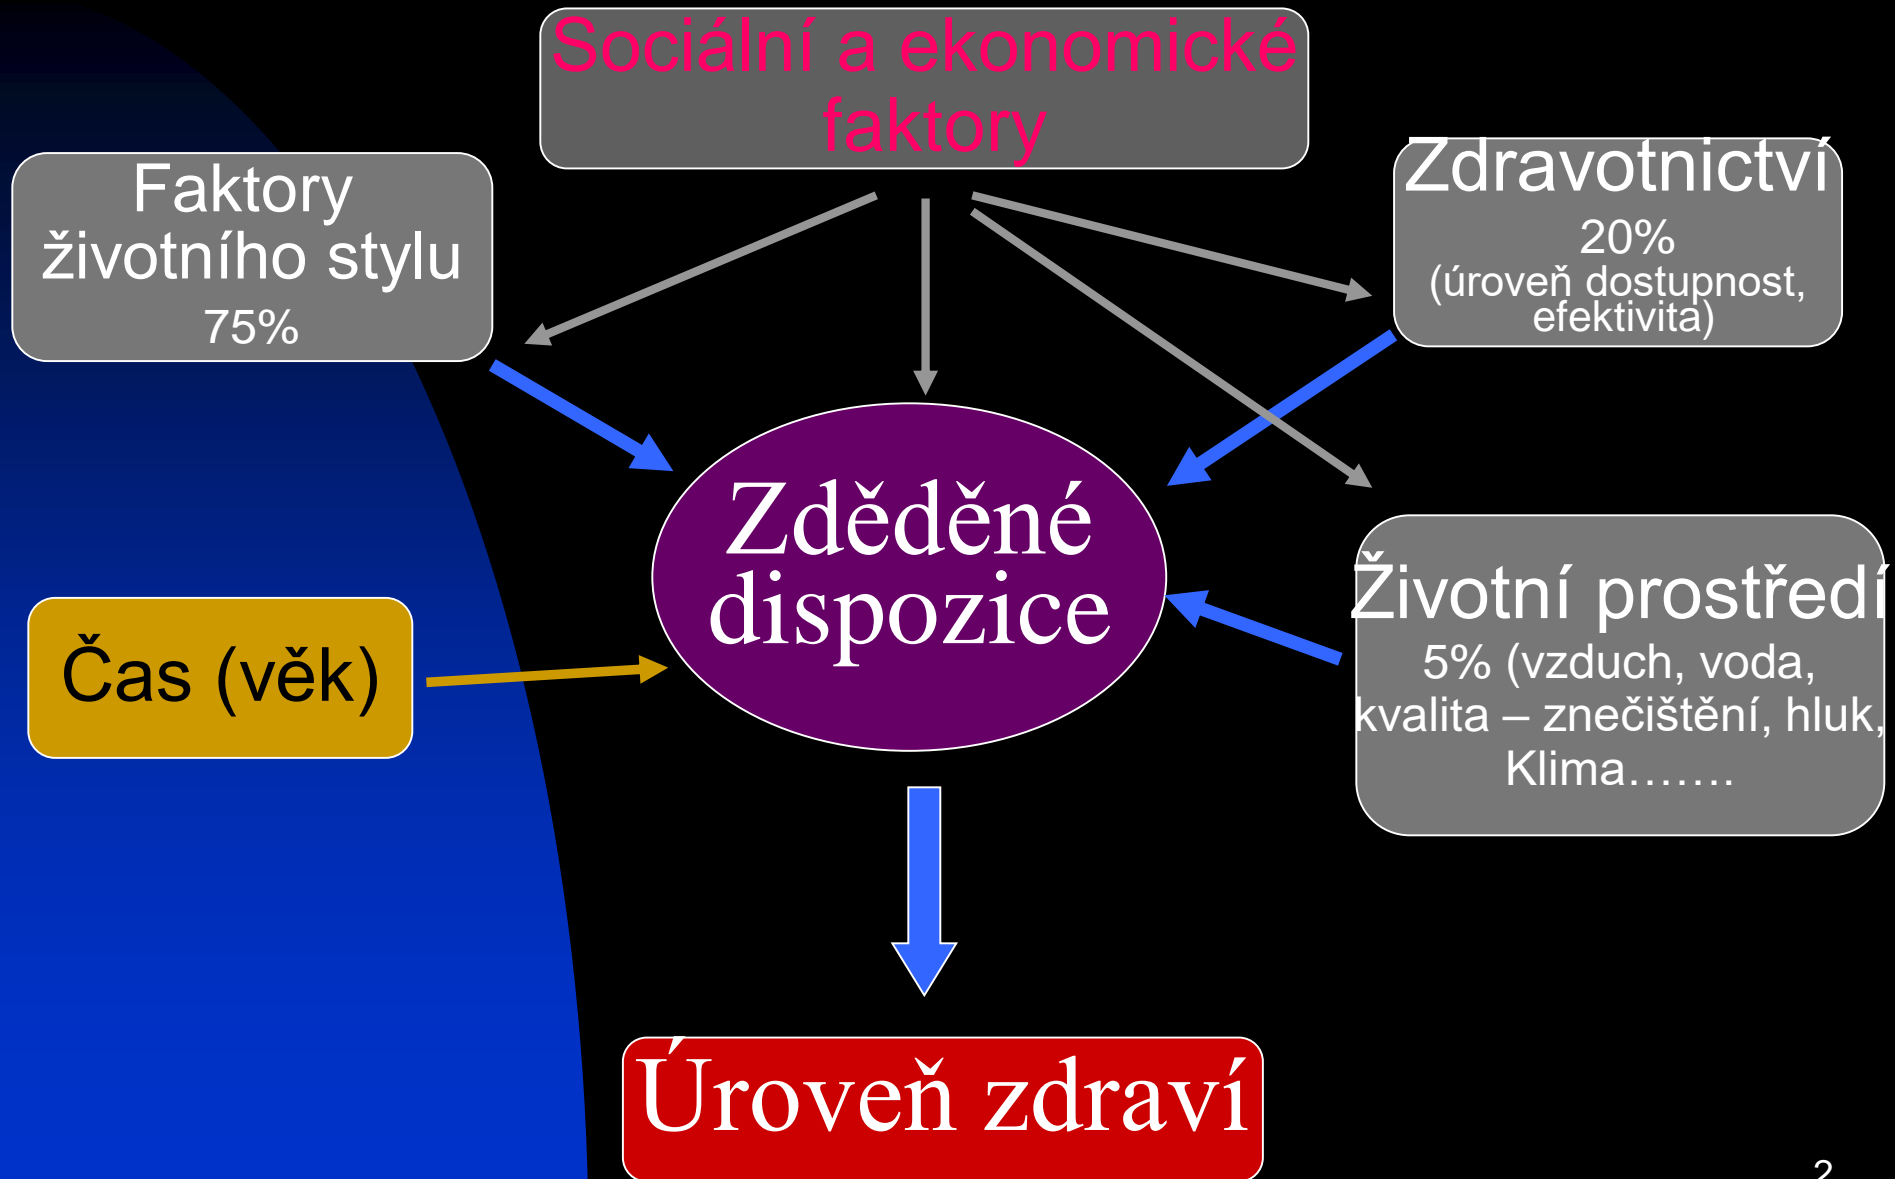 Sociální a ekonomické
faktory
Faktory
životního stylu
75%
Zdravotnictví
20%
(úroveň dostupnost,
efektivita)
Zděděné
dispozice
Čas (věk)
Životní prostředí
5% (vzduch, voda,
kvalita – znečištění, hluk,
Klima…….
Úroveň zdraví
2